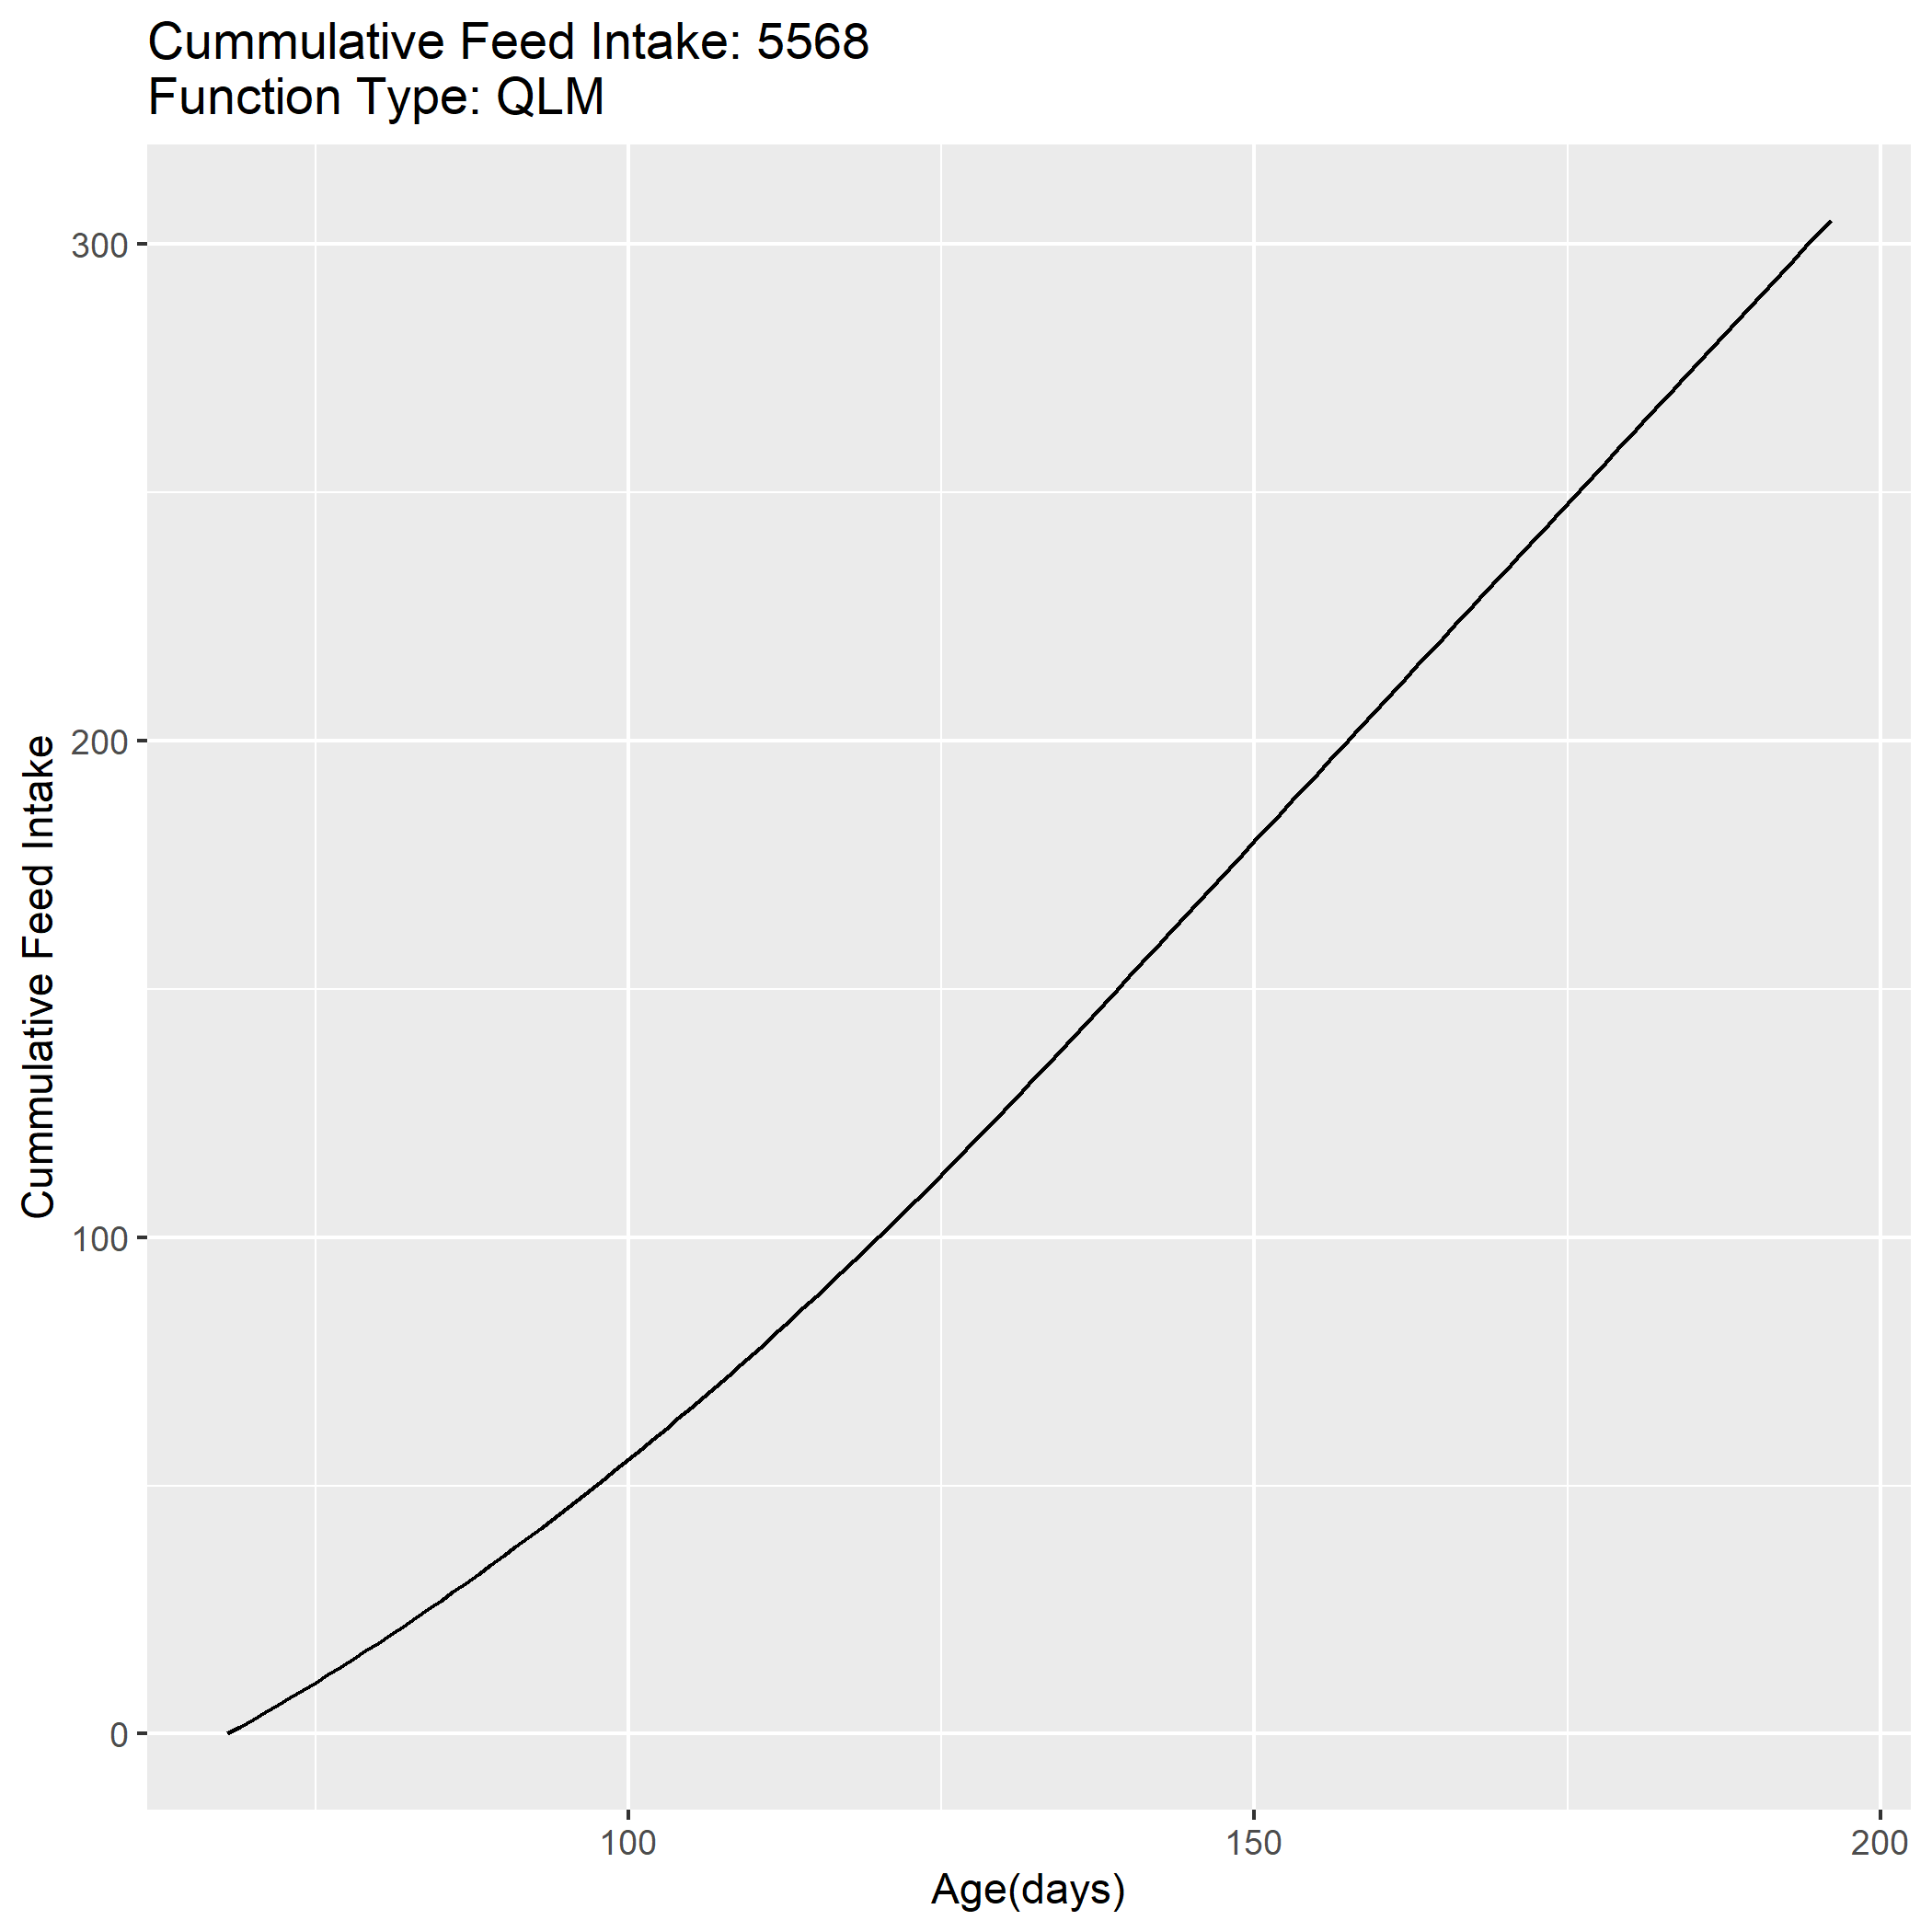 Cummulative Feed Intake: 5568
Function Type: QLM
Cummulative Feed Intake
300
200
100
0
100
150
200
Age(days)